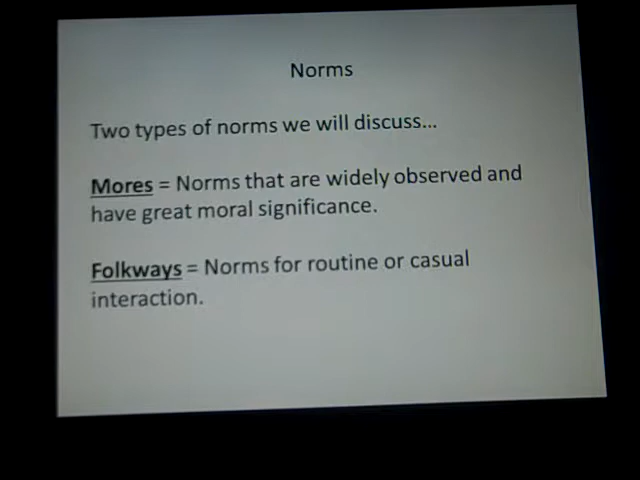 Norms
Two types of norms we will discuss...
Mores = Norms that are widely observed and
have great moral significance.
Folkways = Norms for routine or casual
interaction.